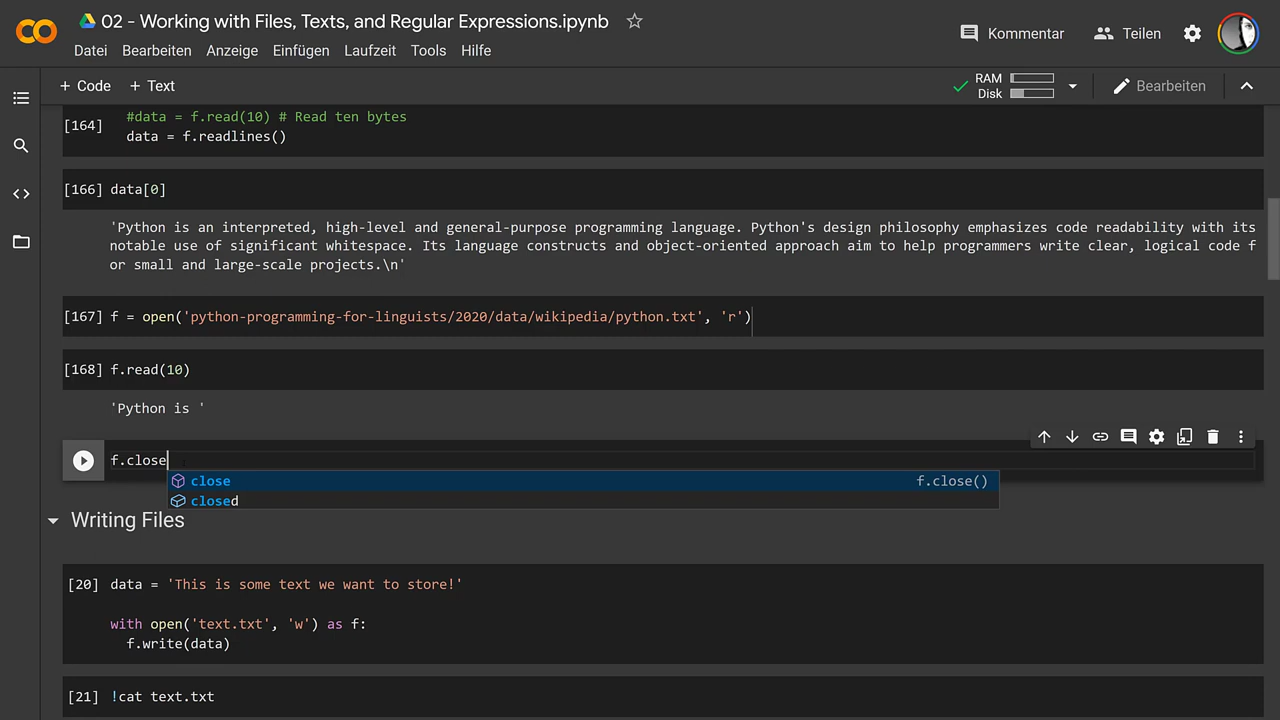 02 - Working with Files, Texts, and Regular Expressions.ipynb
Datei Bearbeiten Anzeige Einfügen Laufzeit Tools Hilfe
Kommentar Teilen
+ Code + Text
RAM
Disk
Bearbeiten
[164] #data = f.read(10) # Read ten bytes
data = f.readlines()
[166] data[0]
'Python is an interpreted, high-level and general-purpose programming language. Python's design philosophy emphasizes code readability with its
notable use of significant whitespace. Its language constructs and object-oriented approach aim to help programmers write clear, logical code f
or small and large-scale projects.\n'
[167] f = open('python-programming-for-linguists/2020/data/wikipedia/python.txt', 'r')
[168] f.read(10)
'Python is '
f.close
close f.close()
closed
Writing Files
[20] data = 'This is some text we want to store!'
with open('text.txt', 'w') as f:
f.write(data)
[21] !cat text.txt